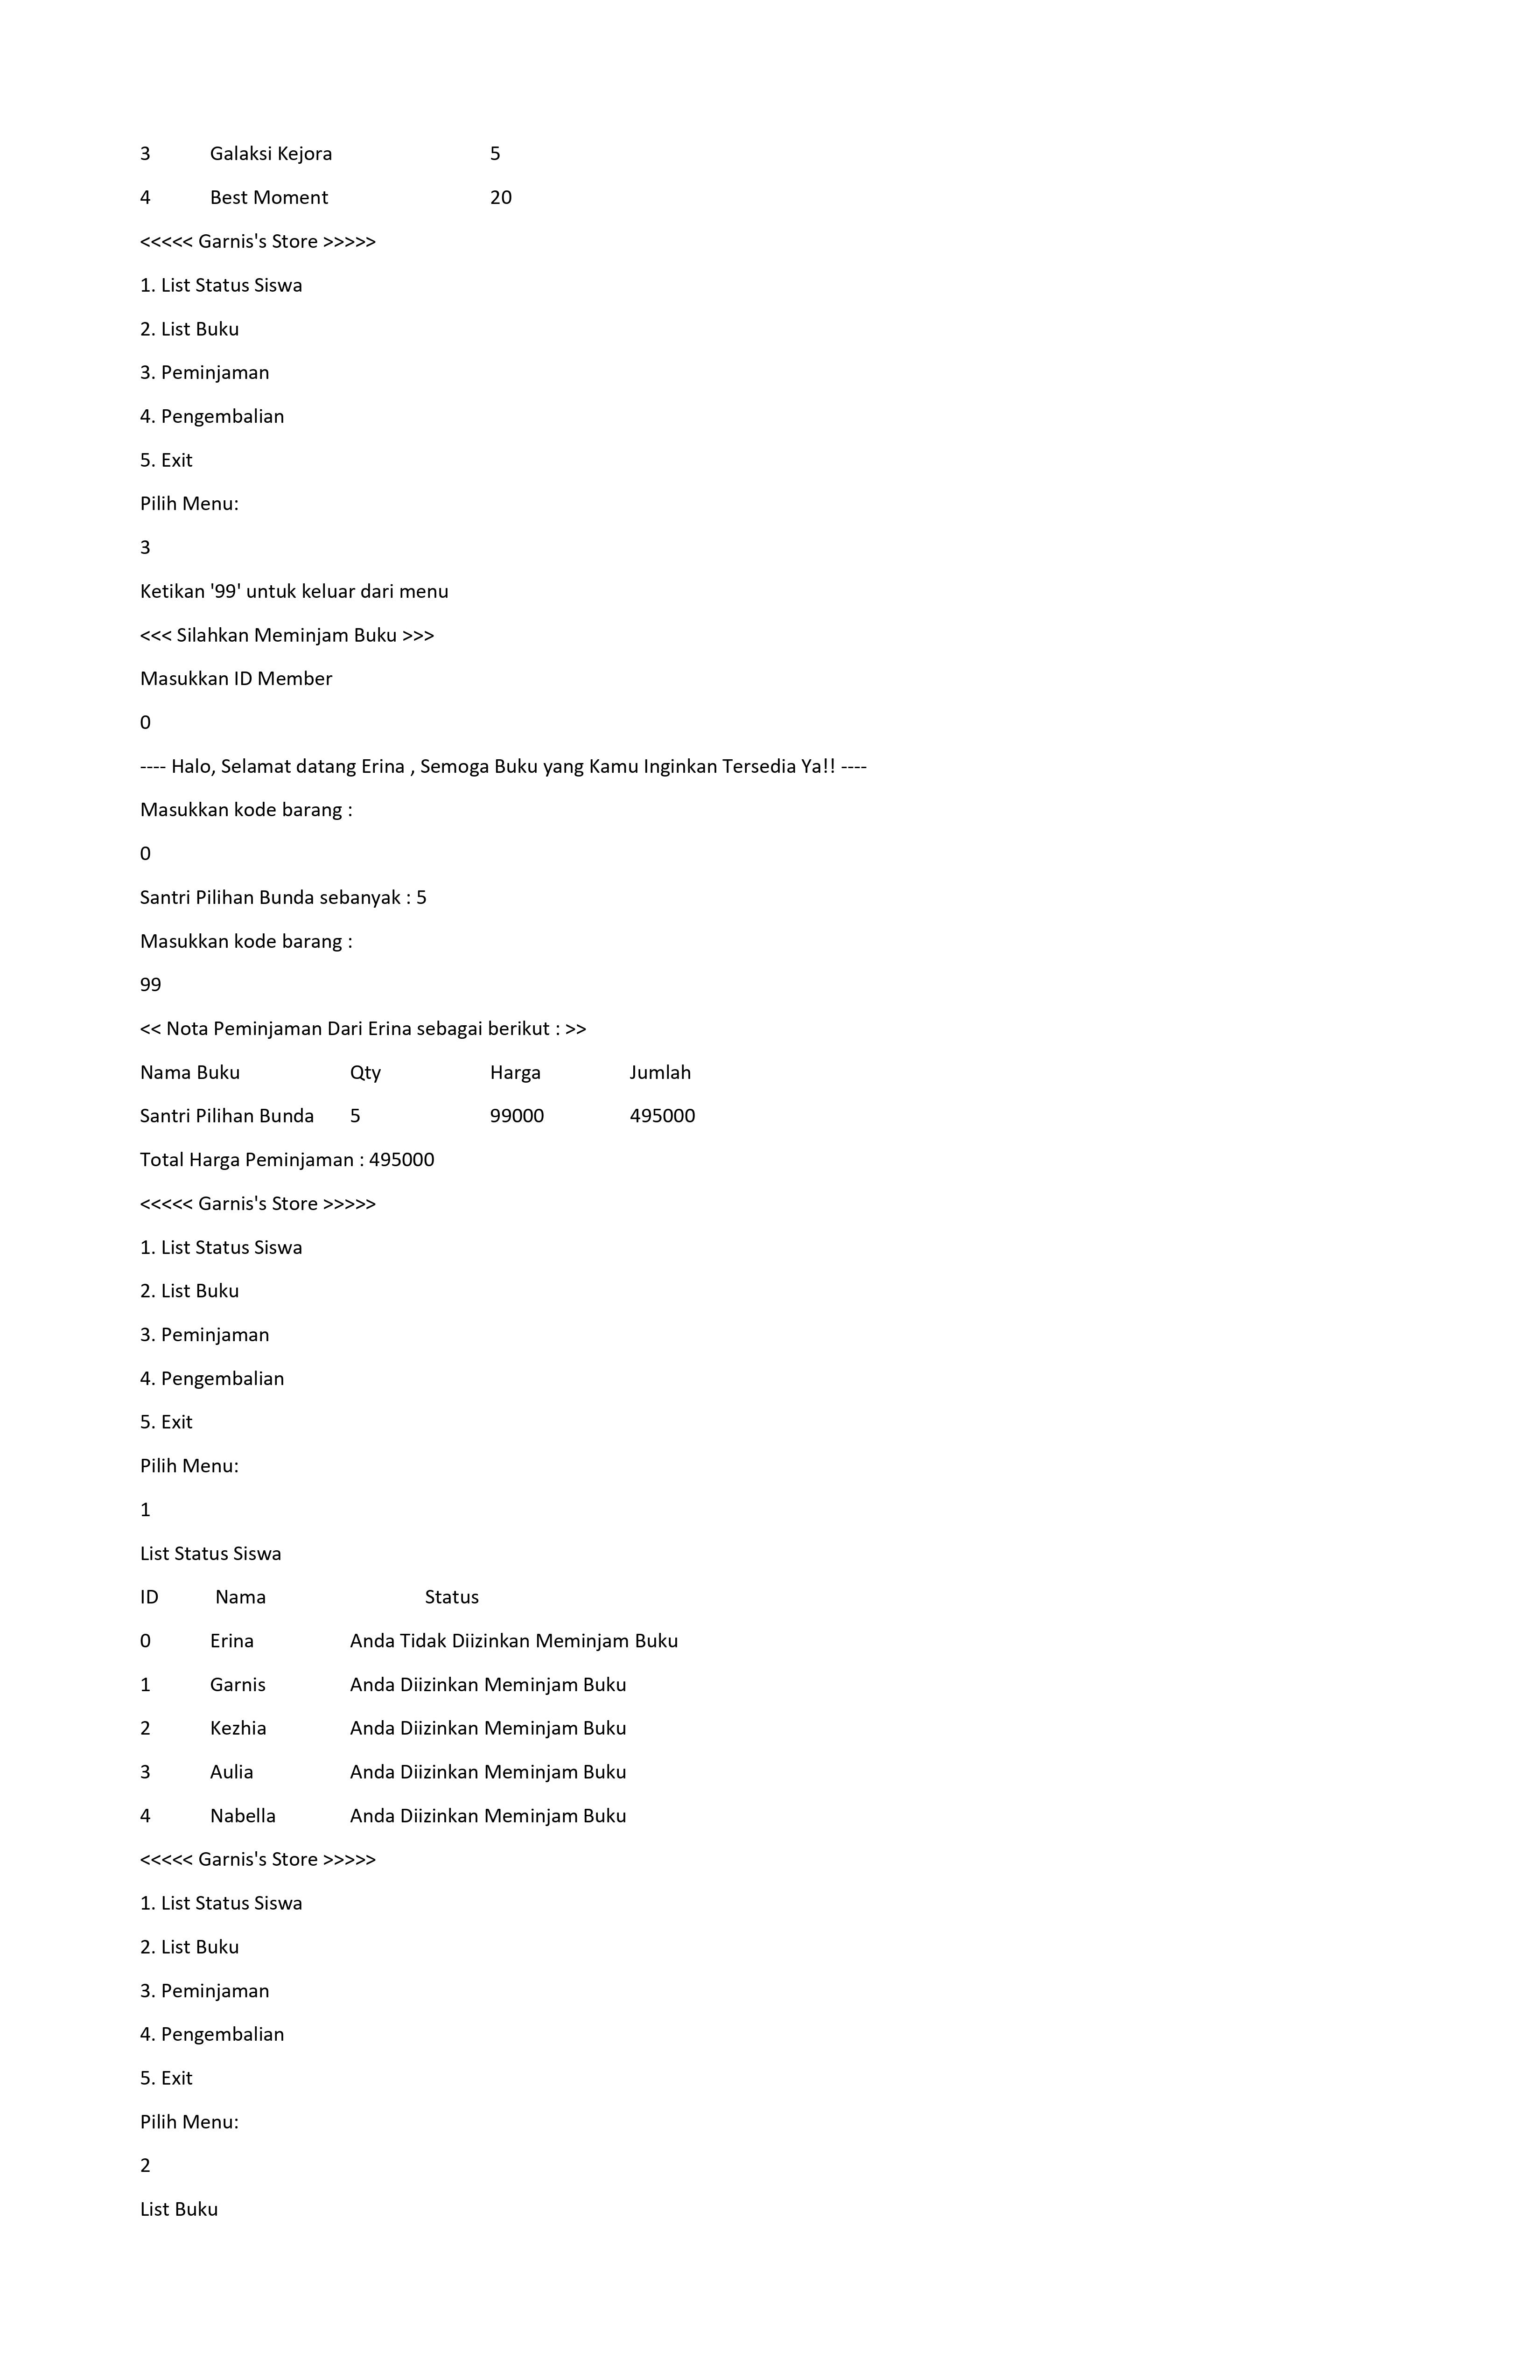 3 Galaksi Kejora 5
4 Best Moment 20
<<<<< Garnis's Store >>>>>
1. List Status Siswa
2. List Buku
3. Peminjaman
4. Pengembalian
5. Exit
Pilih Menu:
3
Ketikan '99' untuk keluar dari menu
<<< Silahkan Meminjam Buku >>>
Masukkan ID Member
0
---- Halo, Selamat datang Erina , Semoga Buku yang Kamu Inginkan Tersedia Ya!! ----
Masukkan kode barang :
0
Santri Pilihan Bunda sebanyak : 5
Masukkan kode barang :
99
<< Nota Peminjaman Dari Erina sebagai berikut : >>
Nama Buku Qty Harga Jumlah
Santri Pilihan Bunda 5 99000 495000
Total Harga Peminjaman : 495000
<<<<< Garnis's Store >>>>>
1. List Status Siswa
2. List Buku
3. Peminjaman
4. Pengembalian
5. Exit
Pilih Menu:
1
List Status Siswa
ID Nama Status
0 Erina Anda Tidak Diizinkan Meminjam Buku
1 Garnis Anda Diizinkan Meminjam Buku
2 Kezhia Anda Diizinkan Meminjam Buku
3 Aulia Anda Diizinkan Meminjam Buku
4 Nabella Anda Diizinkan Meminjam Buku
<<<<< Garnis's Store >>>>>
1. List Status Siswa
2. List Buku
3. Peminjaman
4. Pengembalian
5. Exit
Pilih Menu:
2
List Buku